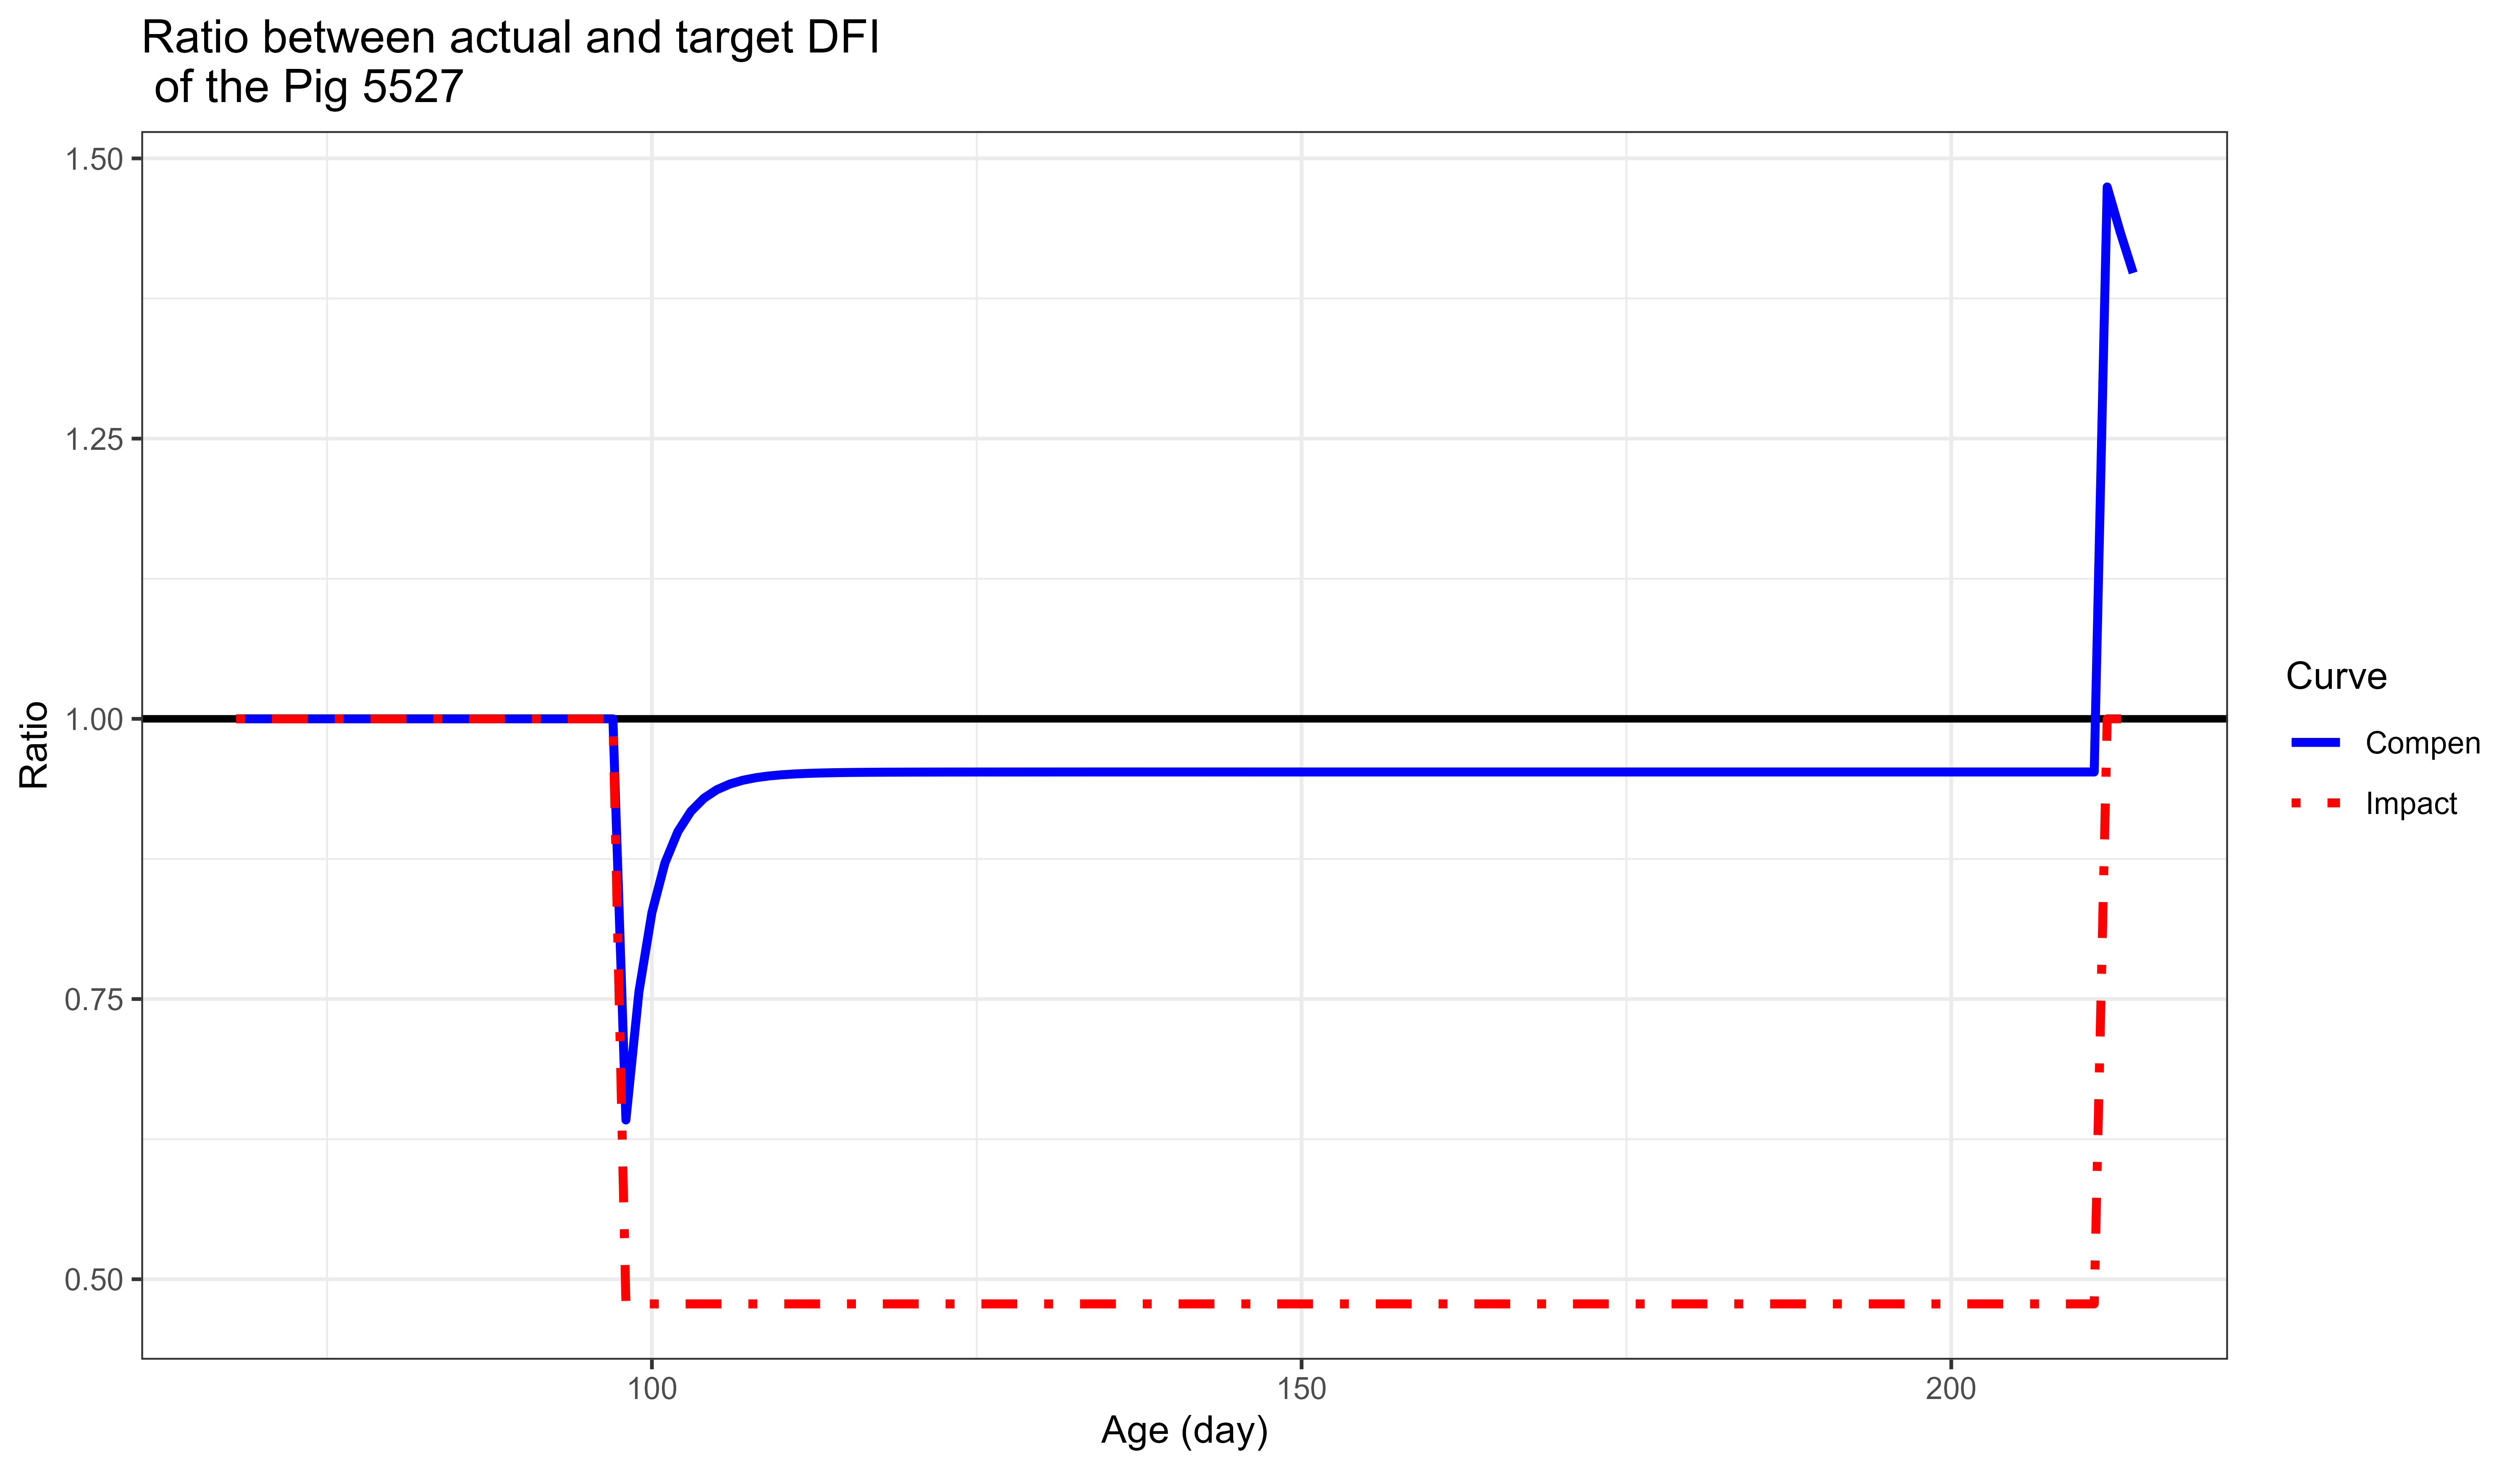 Ratio between actual and target DFI
of the Pig 5527
1.50
1.25
1.00
0.75
0.50
Ratio
100
150
200
Age (day)
Curve
Compen
Impact